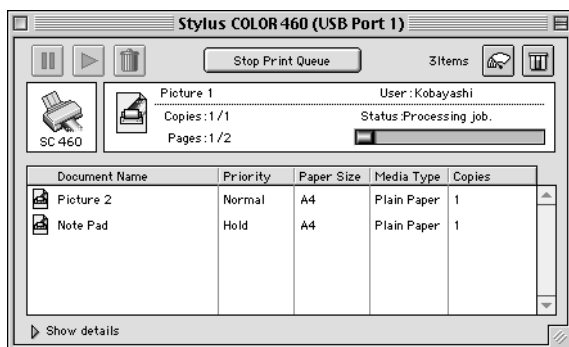 Stylus COLOR 460 (USB Port 1)
Stop Print Queue
3Items
SC 460
Picture 1 User:Kobayashi
Copies:1/1 Status:Processing job.
Pages:1/2
Document Name Priority Paper Size Media Type Copies
Picture 2 Normal A4 Plain Paper 1
Note Pad Hold A4 Plain Paper 1
Show details